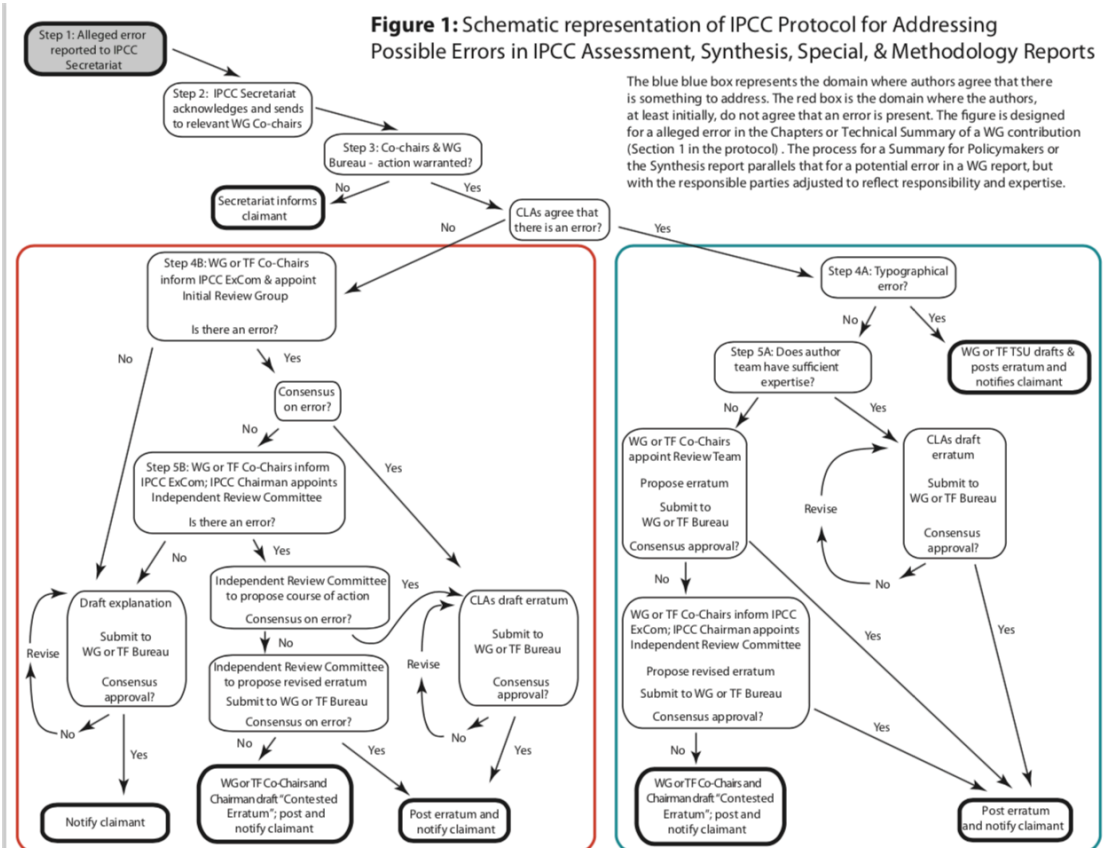 Figure 1: Schematic representation of IPCC Protocol for Addressing
Possible Errors in IPCC Assessment, Synthesis, Special, & Methodology Reports
The blue blue box represents the domain where authors agree that there
is something to address. The red box is the domain where the authors,
at least initially, do not agree that an error is present. The figure is designed
for a alleged error in the Chapters or Technical Summary of a WG contribution
(Section 1 in the protocol) . The process for a Summary for Policymakers or
the Synthesis report parallels that for a potential error in a WG report, but
with the responsible parties adjusted to reflect responsibility and expertise.
Step 1: Alleged error
reported to IPCC
Secretariat
Step 2: IPCC Secretariat
acknowledges and sends
to relevant WG Co-chairs
Step 3: Co-chairs & WG
Bureau - action warranted?
No
Yes
Secretariat informs
claimant
CLAs agree that
there is an error?
No
Yes
Step 4B: WG or TF Co-Chairs
inform IPCC ExCom & appoint
Initial Review Group
Is there an error?
No
Yes
Consensus
on error?
No
Yes
Step 5B: WG or TF Co-Chairs inform
IPCC ExCom; IPCC Chairman appoints
Independent Review Committee
Is there an error?
No
Yes
Draft explanation
Submit to
WG or TF Bureau
Consensus
approval?
Revise
No
Yes
Notify claimant
Independent Review Committee
to propose course of action
Consensus on error?
Yes
No
Independent Review Committee
to propose revised erratum
Submit to WG or TF Bureau
Consensus on error?
No
Yes
WG or TF Co-Chairs and
Chairman draft "Contested
Erratum"; post and
notify claimant
CLAs draft erratum
Submit to
WG or TF Bureau
Consensus
approval?
Revise
No
Yes
Post erratum and
notify claimant
Step 4A: Typographical
error?
No
Yes
WG or TF TSU drafts &
posts erratum and
notifies claimant
Step 5A: Does author
team have sufficient
expertise?
No
Yes
WG or TF Co-Chairs
appoint Review Team
Propose erratum
Submit to
WG or TF Bureau
Consensus approval?
No
Yes
CLAs draft
erratum
Submit to
WG or TF Bureau
Consensus
approval?
Revise
No
Yes
WG or TF Co-Chairs inform IPCC
ExCom; IPCC Chairman appoints
Independent Review Committee
Propose revised erratum
Submit to WG or TF Bureau
Consensus approval?
No
Yes
WG or TF Co-Chairs and
Chairman draft "Contested
Erratum"; post and
notify claimant
Post erratum
and notify claimant